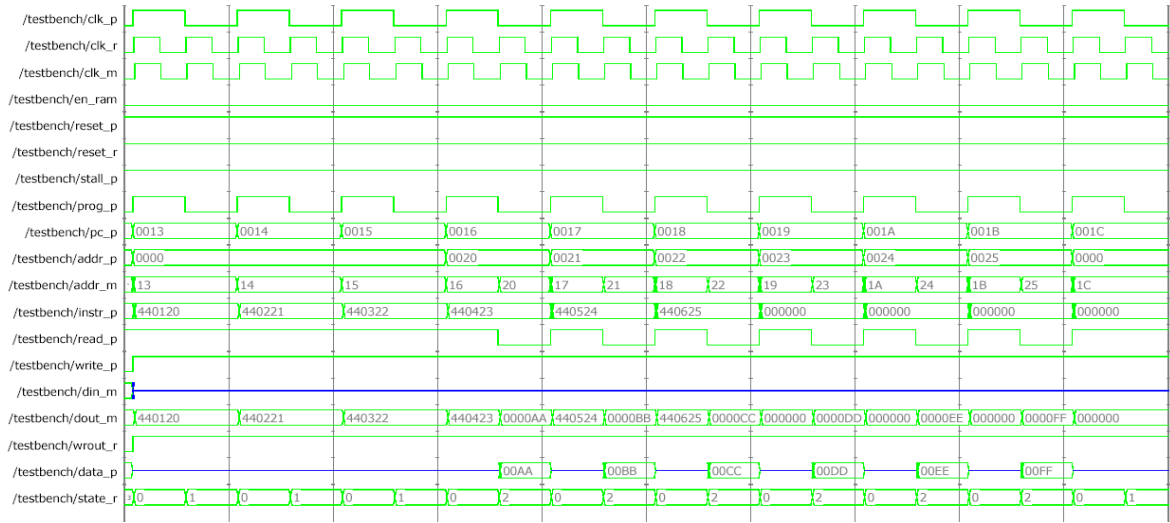 /testbench/clk_p
/testbench/clk_r
/testbench/clk_m
/testbench/en_ram
/testbench/reset_p
/testbench/reset_r
/testbench/stall_p
/testbench/prog_p
/testbench/pc_p 0013 0014 0015 0016 0017 0018 0019 001A 001B 001C
/testbench/addr_p 0000 0020 0021 0022 0023 0024 0025 0000
/testbench/addr_m 13 14 15 16 20 17 21 18 22 19 23 1A 24 1B 25 1C
/testbench/instr_p 440120 440221 440322 440423 440524 440625 000000 000000 000000 000000
/testbench/read_p
/testbench/write_p
/testbench/din_m
/testbench/dout_m 440120 440221 440322 440423 0000AA 440524 0000BB 440625 0000CC 000000 0000DD 000000 0000EE 000000 0000FF 000000
/testbench/wrout_r
/testbench/data_p 00AA 00BB 00CC 00DD 00EE 00FF
/testbench/state_r 0 1 0 1 0 1 0 2 0 2 0 2 0 2 0 2 0 2 0 1